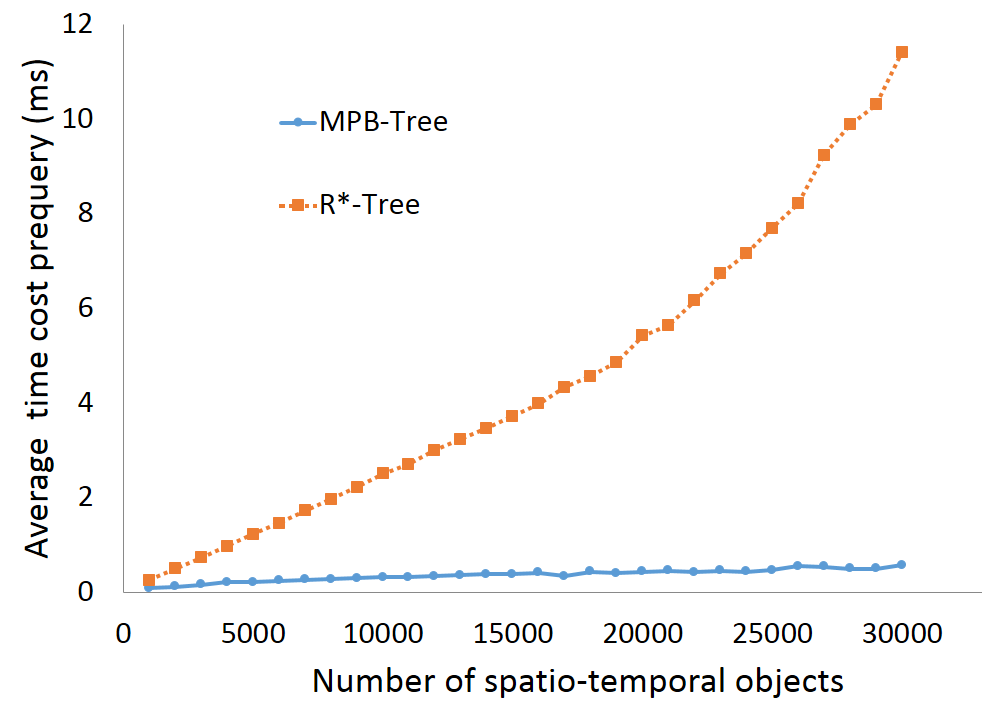 12
10
8
6
4
2
0
Average time cost prequery (ms)
MPB-Tree
R*-Tree
0 5000 10000 15000 20000 25000 30000
Number of spatio-temporal objects